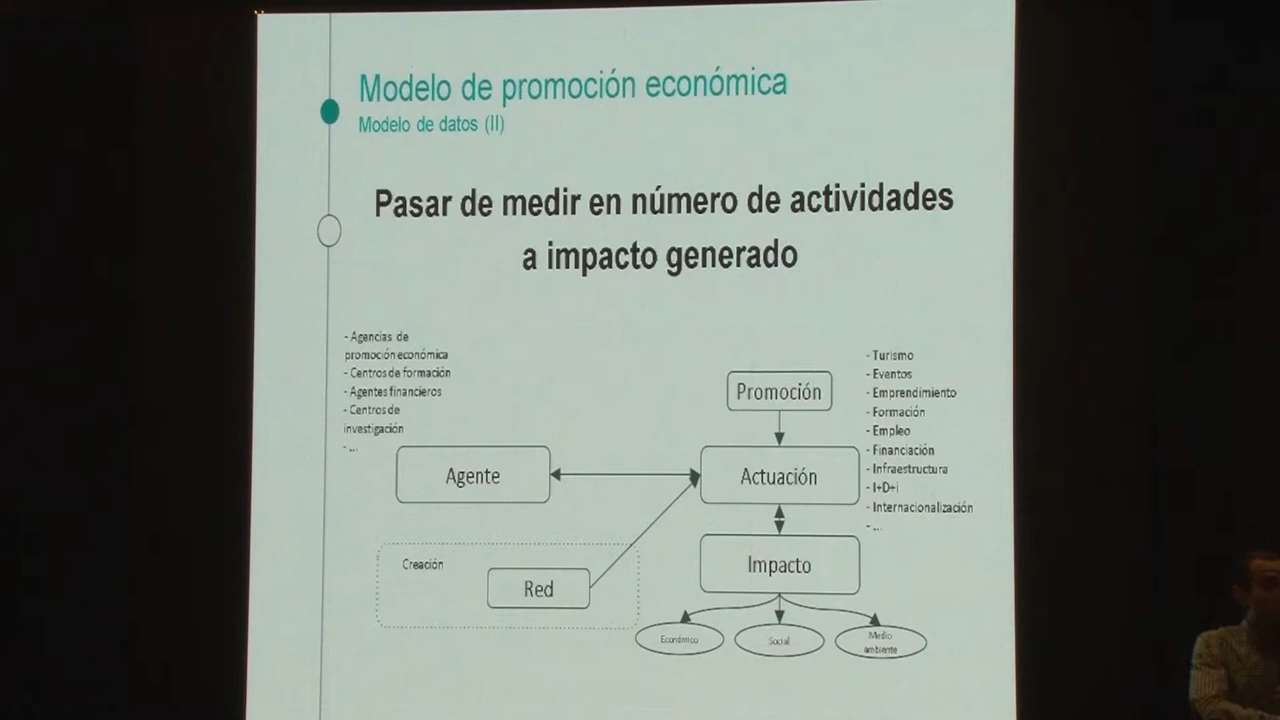 Modelo de promoción económica
Modelo de datos (II)
Pasar de medir en número de actividades
a impacto generado
- Agencias de
promoción económica
- Centros de formación
- Agentes financieros
- Centros de
investigación
- ...
Promoción
- Turismo
- Eventos
- Emprendimiento
- Formación
- Empleo
- Financiación
- Infraestructura
- I+D+i
- Internacionalización
- ...
Agente
Actuación
Creación
Red
Impacto
Económico
Social
Medio
ambiente